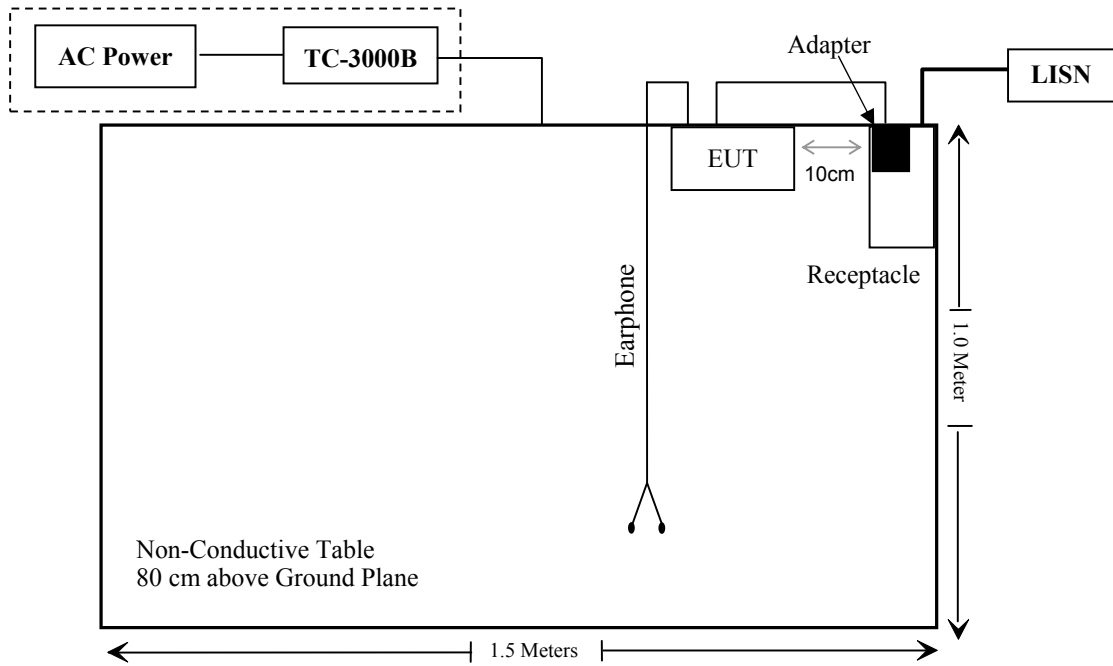 AC Power
TC-3000B
Adapter
LISN
EUT
10cm
Receptacle
Earphone
1.0 Meter
Non-Conductive Table
80 cm above Ground Plane
1.5 Meters